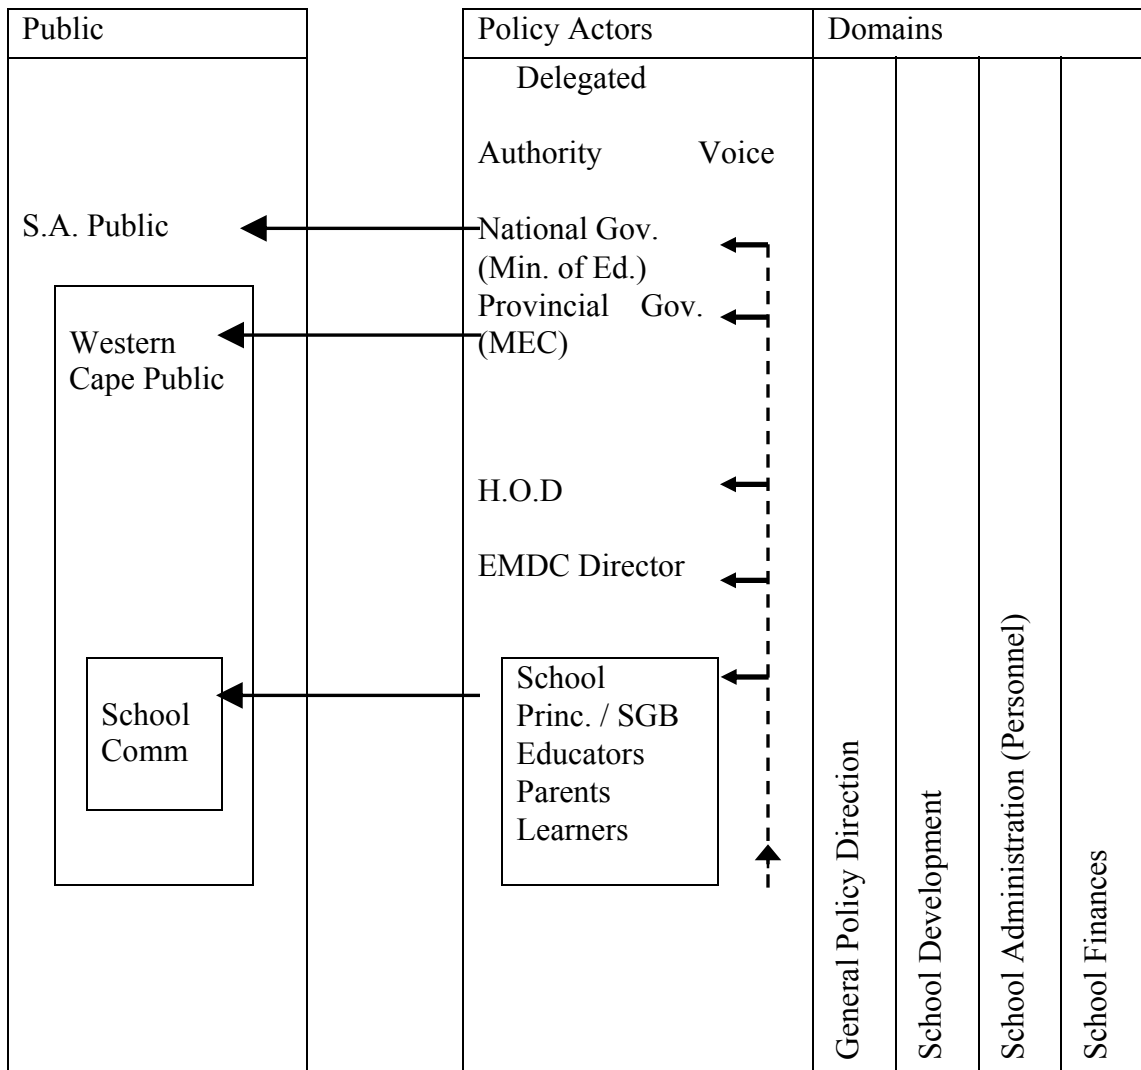 Public
Policy Actors
Domains
Delegated
Authority Voice
S.A. Public
National Gov.
(Min. of Ed.)
Provincial Gov.
(MEC)
Western
Cape Public
H.O.D
EMDC Director
School
Comm
School
Princ. / SGB
Educators
Parents
Learners
General Policy Direction
School Development
School Administration (Personnel)
School Finances